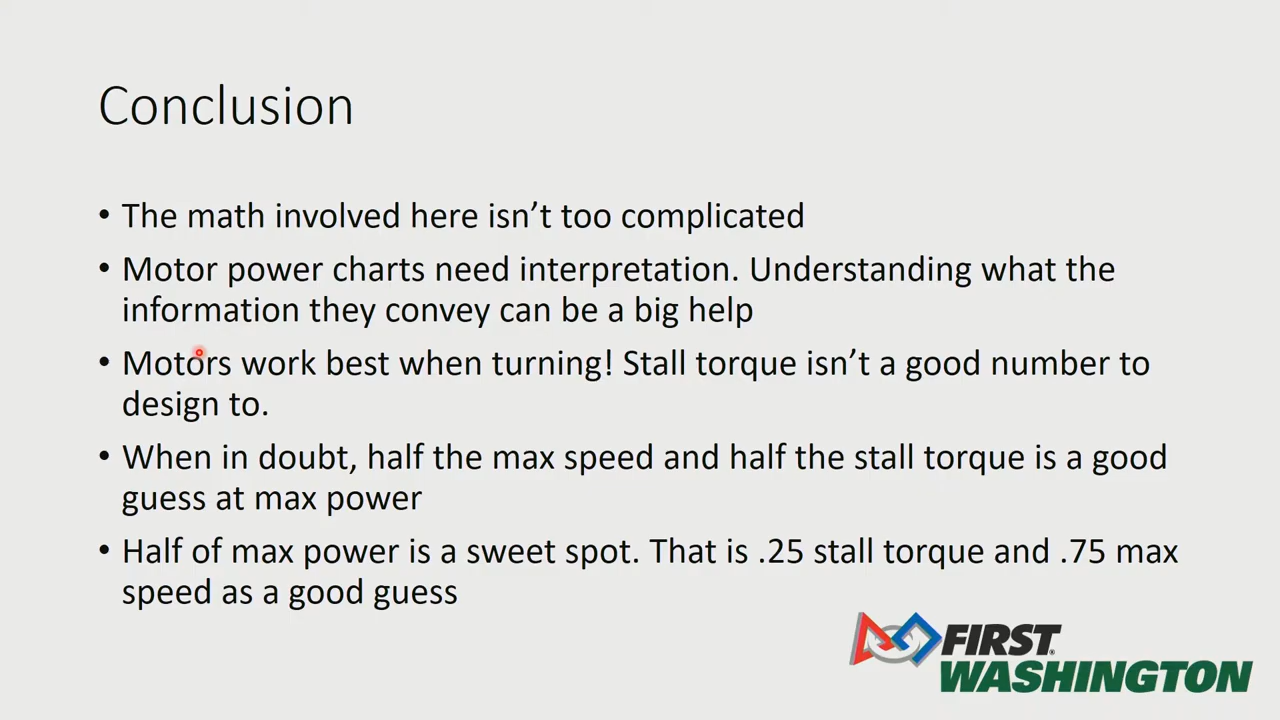 Conclusion
• The math involved here isn’t too complicated
• Motor power charts need interpretation. Understanding what the
information they convey can be a big help
• Motors work best when turning! Stall torque isn’t a good number to
design to.
• When in doubt, half the max speed and half the stall torque is a good
guess at max power
• Half of max power is a sweet spot. That is .25 stall torque and .75 max
speed as a good guess
FIRST®
WASHINGTON